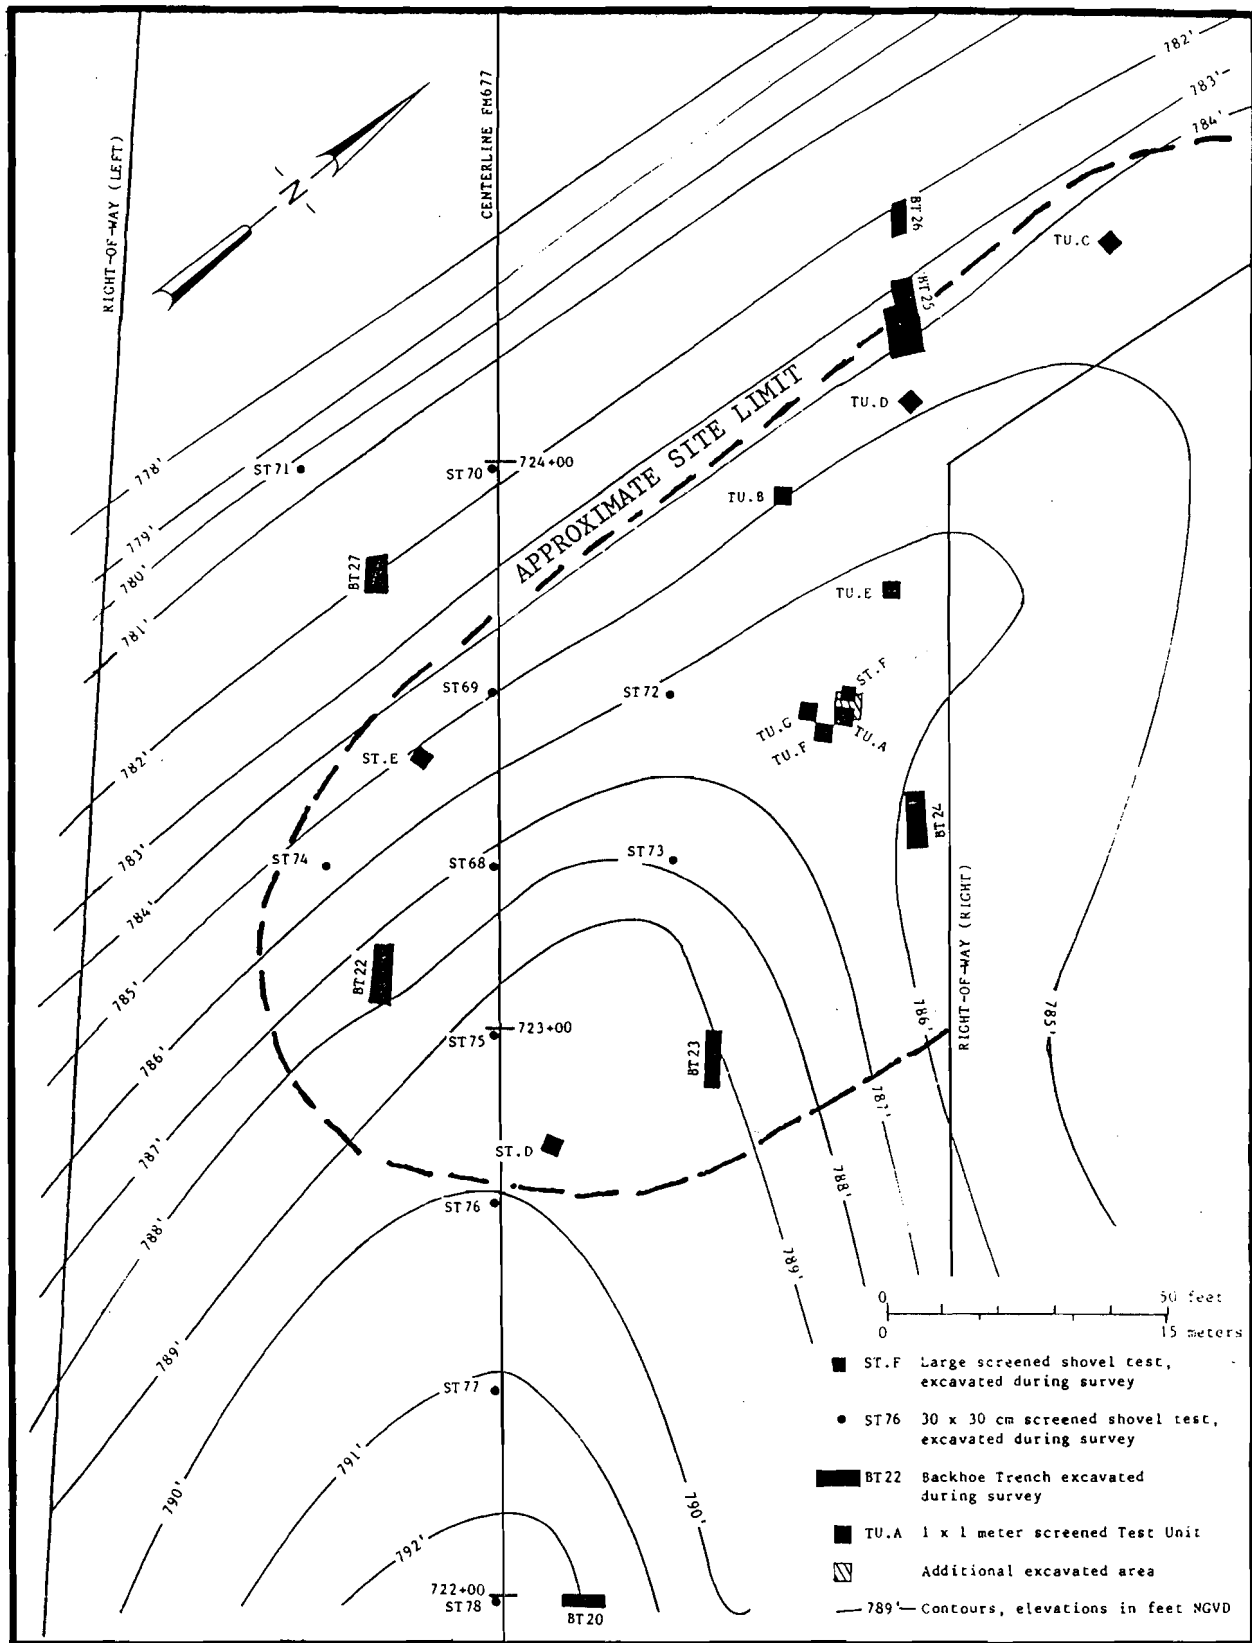 782'
783'
784'
CENTERLINE FM677
RIGHT-OF-WAY (LEFT)
N
BT26
TU.C
BT25
APPROXIMATE SITE LIMIT
TU.D
778'
ST71
ST70
724+00
TU.B
779'
780'
781'
BT27
TU.E
ST69
ST72
ST.F
TU.G
TU.F
TU.A
782'
ST.E
783'
784'
ST74
ST68
ST73
BT24
RIGHT-OF-WAY (RIGHT)
785'
BT22
786'
785'
723+00
ST75
BT23
786'
787'
787'
ST.D
788'
788'
ST76
789'
789'
0
50 feet
0
15 meters
ST.F Large screened shovel test,
excavated during survey
ST77
ST76 30 x 30 cm screened shovel test,
excavated during survey
791'
790'
790'
BT22 Backhoe Trench excavated
during survey
792'
TU.A 1 x 1 meter screened Test Unit
Additional excavated area
722+00
ST78
BT20
789' Contours, elevations in feet NGVD